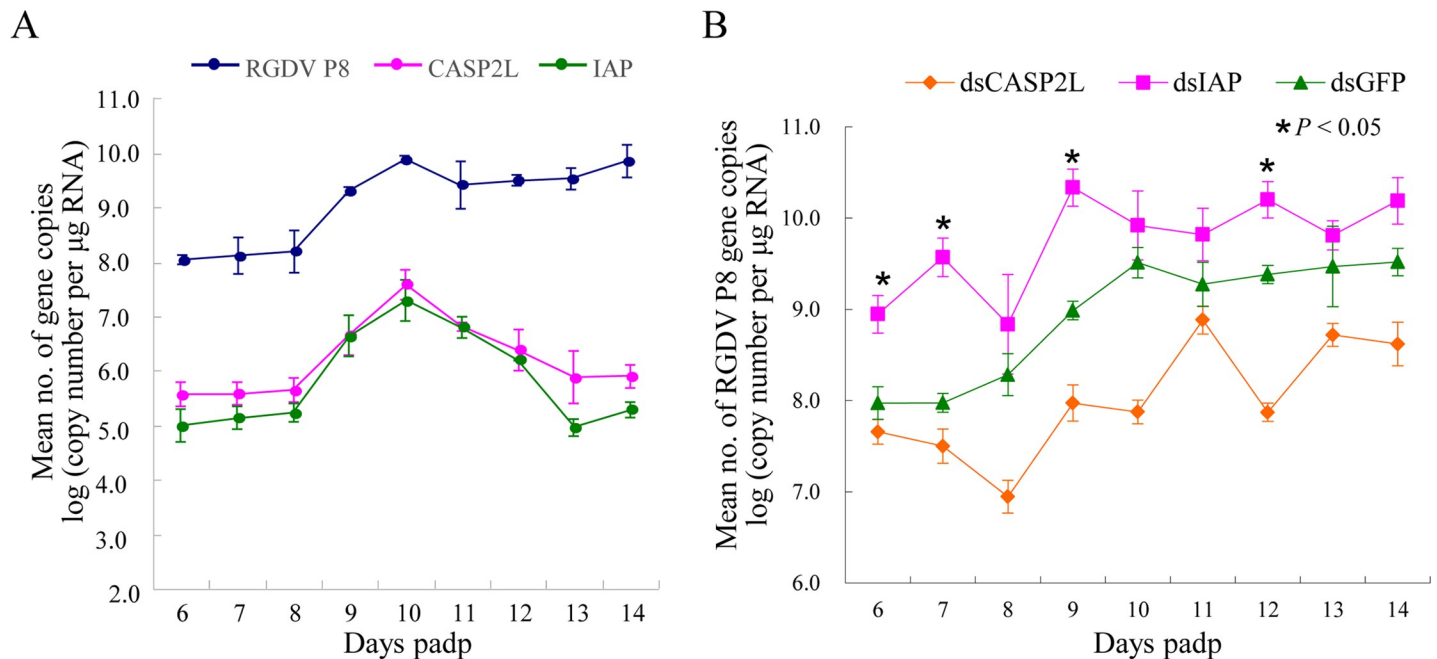 A
RGDV P8 CASP2L IAP
Mean no. of gene copies
log (copy number per µg RNA)
11.0
10.0
9.0
8.0
7.0
6.0
5.0
4.0
3.0
2.0
6 7 8 9 10 11 12 13 14
Days padp
B
dsCASP2L dsIAP dsGFP
* P < 0.05
Mean no. of RGDV P8 gene copies
log (copy number per µg RNA)
11.0
10.0
9.0
8.0
7.0
6.0
* * * *
6 7 8 9 10 11 12 13 14
Days padp